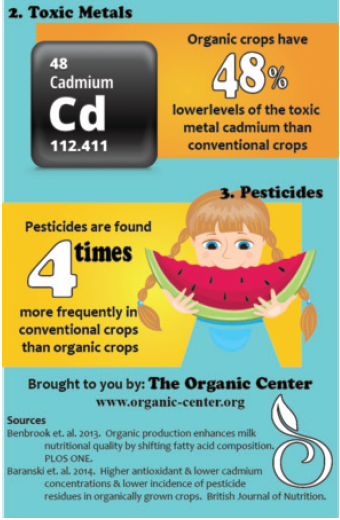 2. Toxic Metals
Organic crops have
48%
lowerlevels of the toxic
metal cadmium than
conventional crops
48
Cadmium
Cd
112.411
3. Pesticides
Pesticides are found
4 times
more frequently in
conventional crops
than organic crops
Brought to you by: The Organic Center
www.organic-center.org
Sources
Benbrook et. al. 2013. Organic production enhances milk
nutritional quality by shifting fatty acid composition.
PLOS ONE.
Baranski et. al. 2014. Higher antioxidant & lower cadmium
concentrations & lower incidence of pesticide
residues in organically grown crops. British Journal of Nutrition.